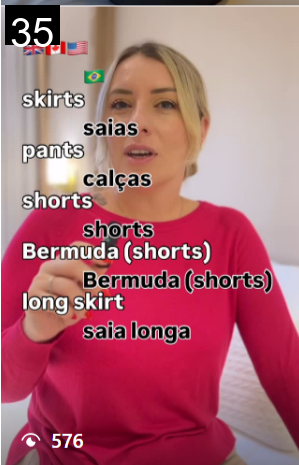 35
skirts
saias
pants
calças
shorts
shorts
Bermuda (shorts)
Bermuda (shorts)
long skirt
saia longa
576